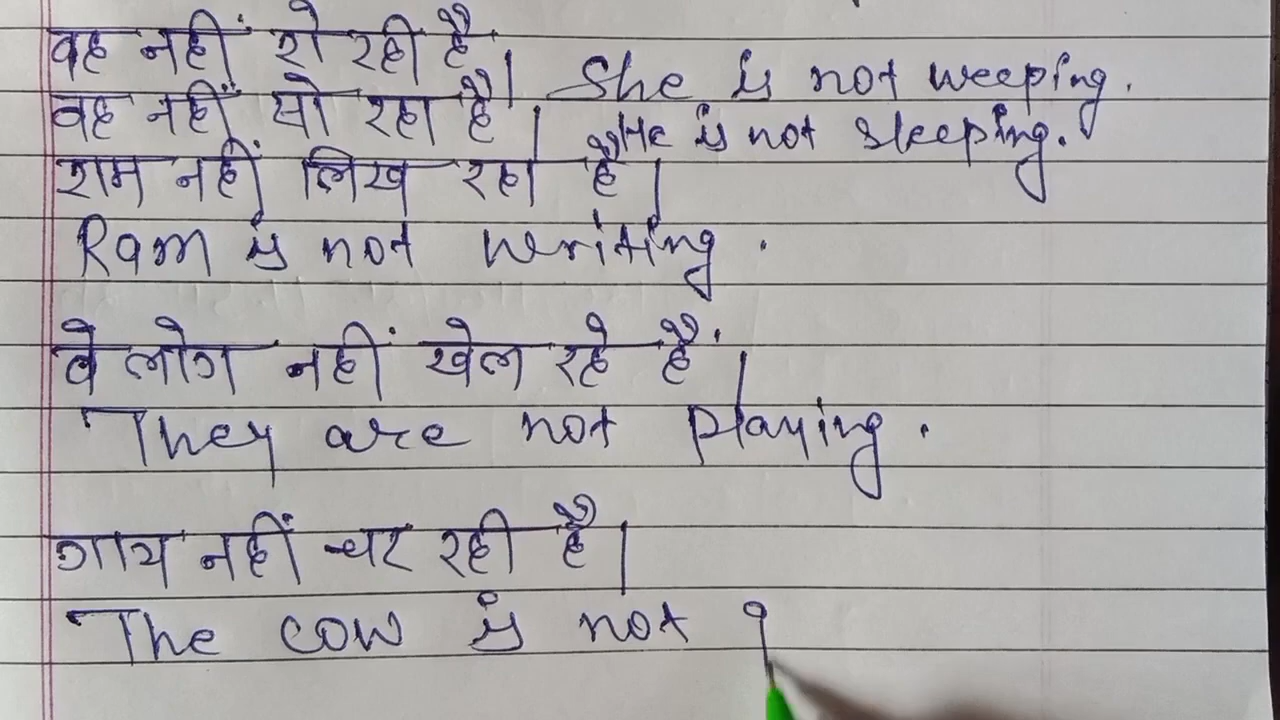 वह नहीं रो रही है। She is not weeping.
वह नहीं सो रहा है। He is not sleeping.
राम नहीं लिख रहा है।
Ram is not writing.
वे लोग नहीं खेल रहे हैं।
They are not playing.
गाय नहीं चर रही है।
The cow is not g